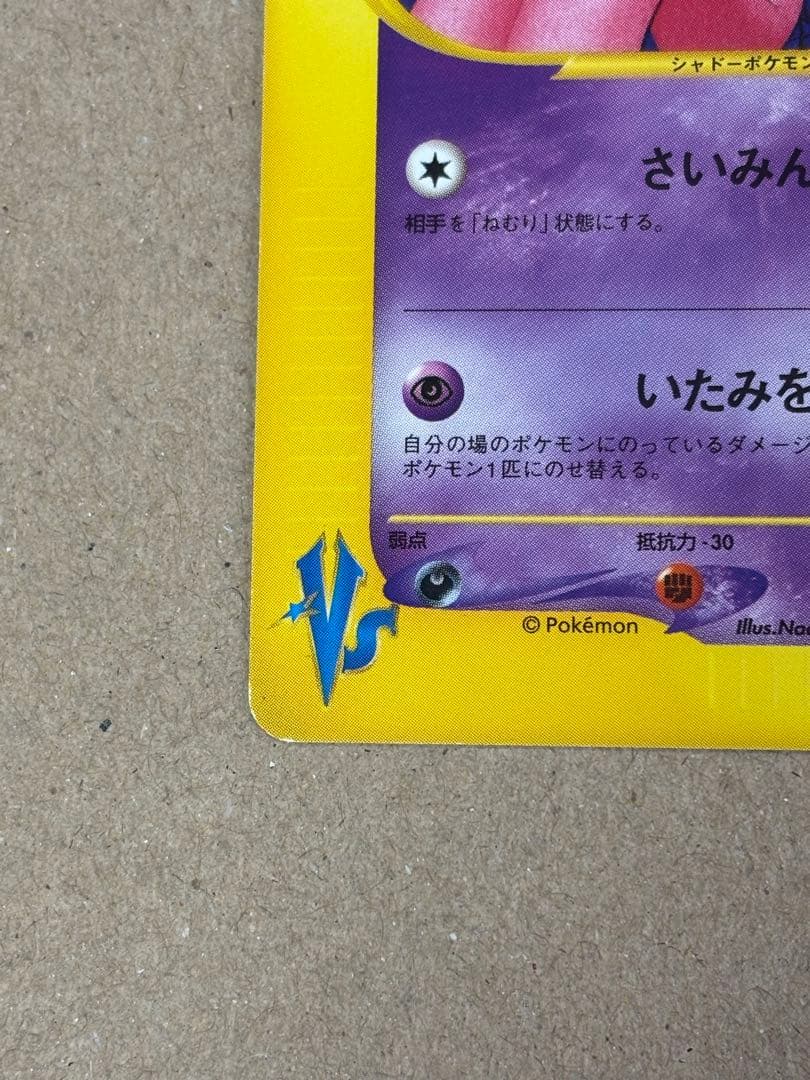 シャドーポケモン
さいみん
相手を「ねむり」状態にする。
いたみを
自分の場のポケモンにのっているダメージ
ポケモン1匹にのせ替える。
弱点
抵抗力 -30
VS
© Pokémon
Illus.Nao